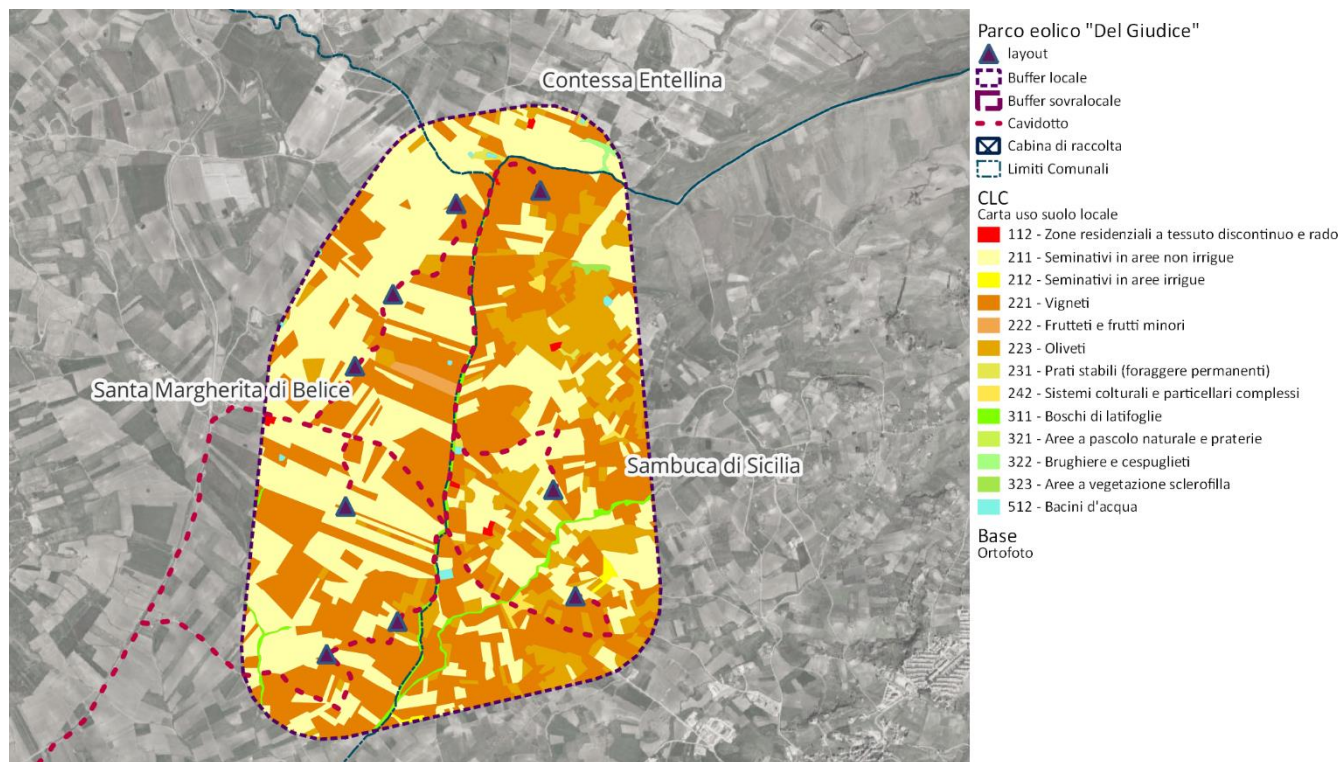 Contessa Entellina
Santa Margherita di Belice
Sambuca di Sicilia
Parco eolico "Del Giudice"
layout
Buffer locale
Buffer sovralocale
Cavidotto
Cabina di raccolta
Limiti Comunali
CLC
Carta uso suolo locale
112 - Zone residenziali a tessuto discontinuo e rado
211 - Seminativi in aree non irrigue
212 - Seminativi in aree irrigue
221 - Vigneti
222 - Frutteti e frutti minori
223 - Oliveti
231 - Prati stabili (foraggere permanenti)
242 - Sistemi colturali e particellari complessi
311 - Boschi di latifoglie
321 - Aree a pascolo naturale e praterie
322 - Brughiere e cespuglieti
323 - Aree a vegetazione sclerofilla
512 - Bacini d'acqua
Base
Ortofoto